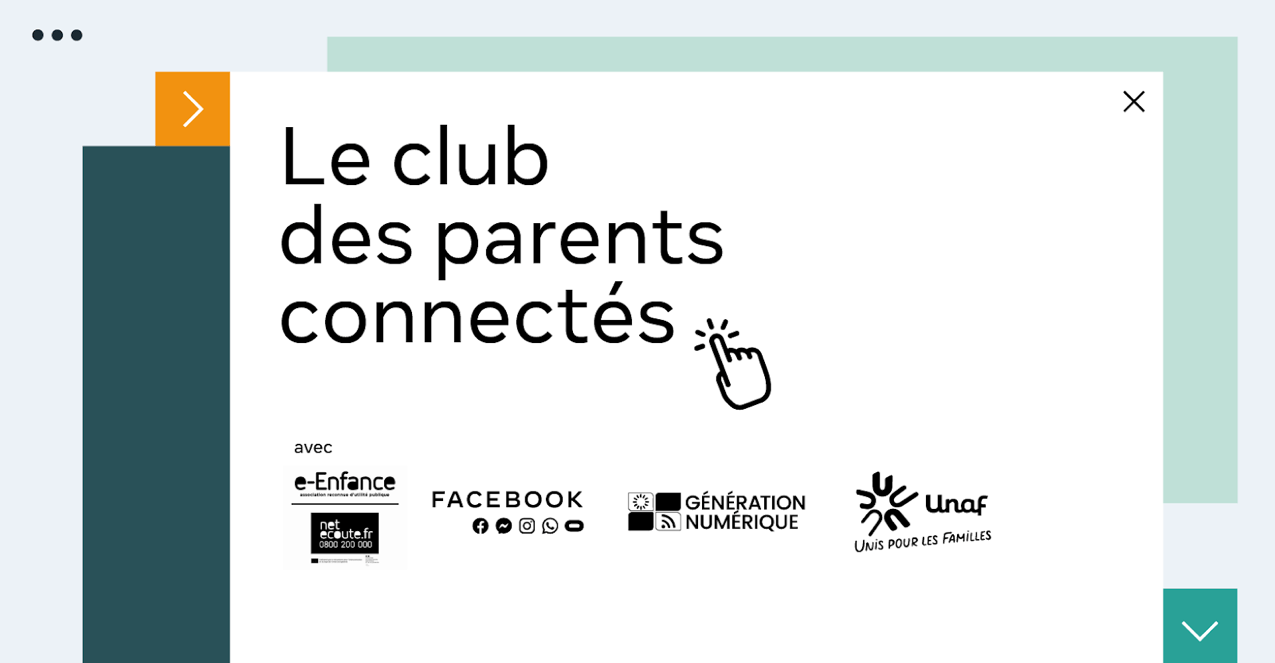 Le club
des parents
connectés
avec
e-Enfance
association reconnue d'utilité publique
net
ecoute.fr
0800 200 000
FACEBOOK
GÉNÉRATION
NUMÉRIQUE
Unaf
UNIS POUR LES FAMILLES